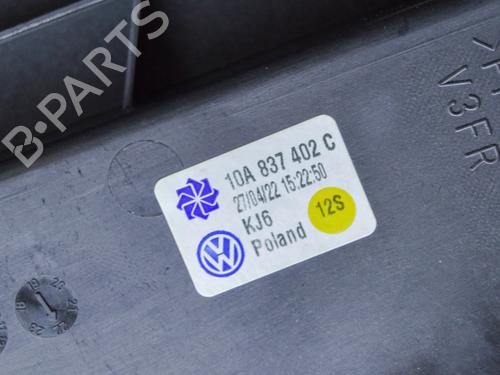 B-PARTS
10A 837 402 C
27/04/22 15:22:50
KJ6
Poland
12S
V3FR